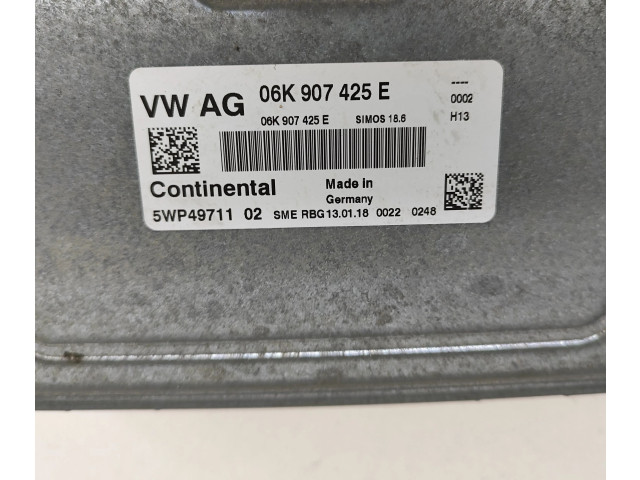 VW AG 06K 907 425 E
----
0002
H13
06K 907 425 E SIMOS 18.6
Continental
Made in
Germany
5WP49711 02 SME RBG 13.01.18 0022 0248